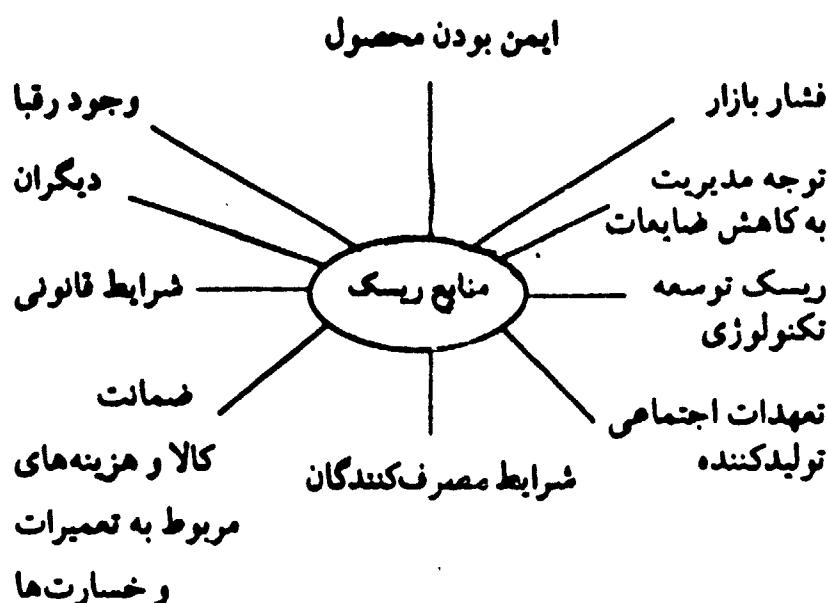 ایمن بودن محصول
فشار بازار
وجود رقبا
توجه مدیریت
به کاهش ضایعات
دیگران
منابع ریسک
ریسک توسعه
تکنولوژی
شرایط قانونی
تعهدات اجتماعی
تولیدکننده
شرایط مصرف‌کنندگان
ضمانت
کالا و هزینه‌های
مربوط به تعمیرات
و خسارت‌ها